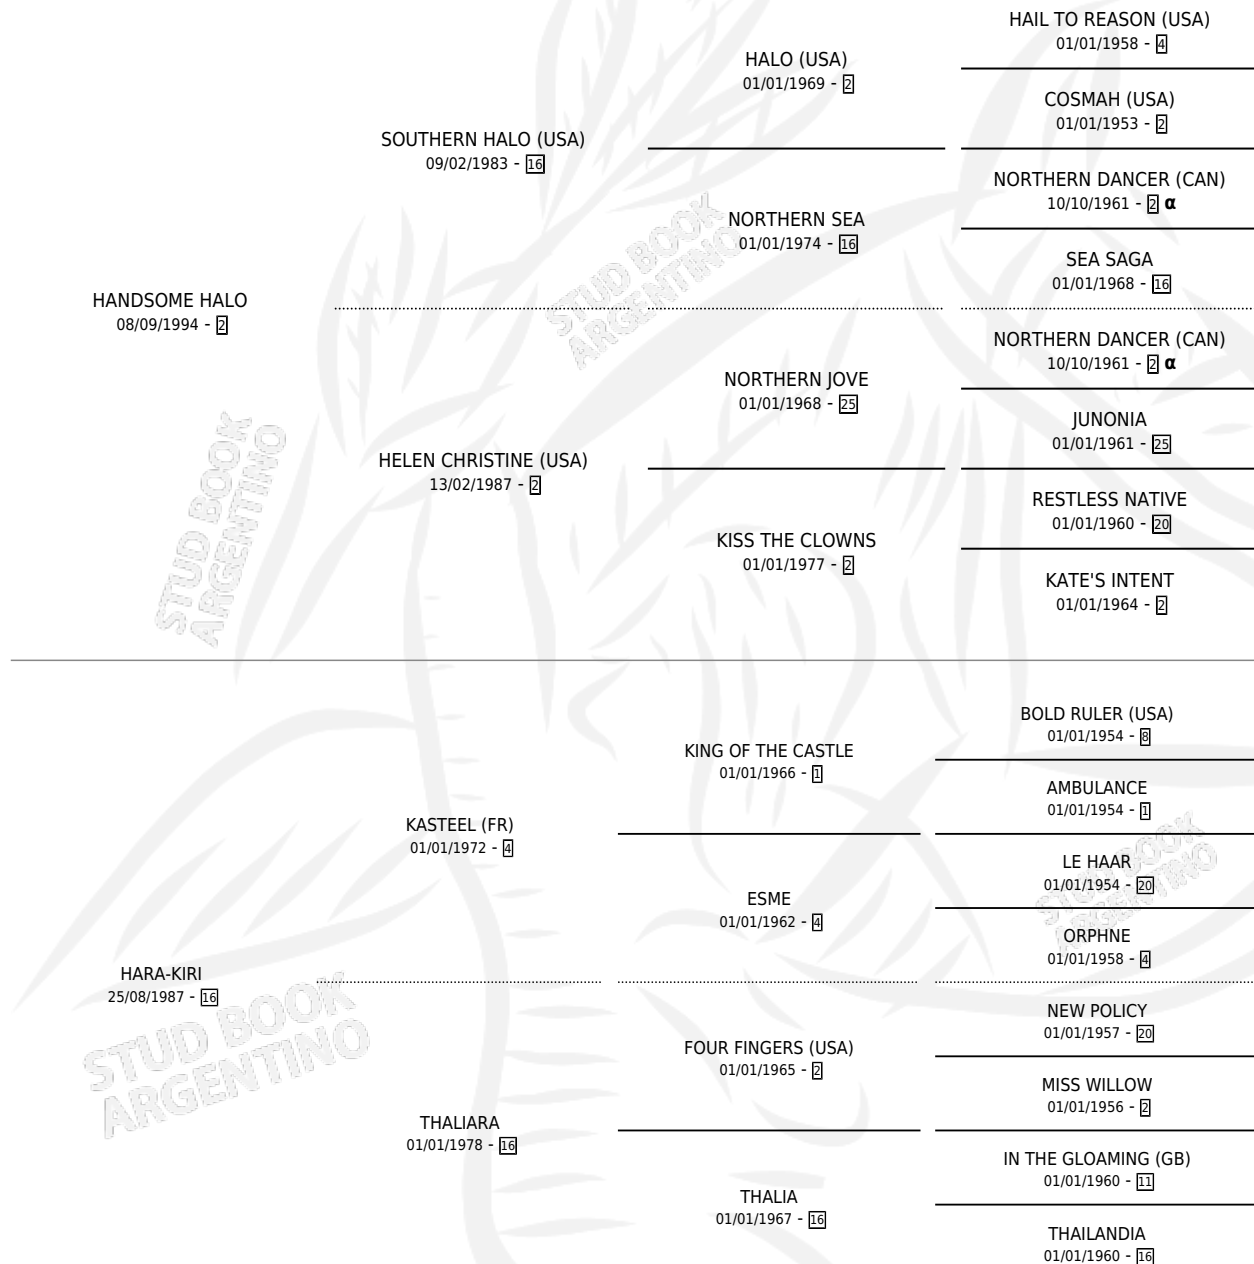 HAIL TO REASON (USA)
01/01/1958 - 4
HALO (USA)
01/01/1969 - 2
COSMAH (USA)
01/01/1953 - 2
SOUTHERN HALO (USA)
09/02/1983 - 16
NORTHERN DANCER (CAN)
10/10/1961 - 2 α
NORTHERN SEA
01/01/1974 - 16
SEA SAGA
01/01/1968 - 16
HANDSOME HALO
08/09/1994 - 2
NORTHERN DANCER (CAN)
10/10/1961 - 2 α
NORTHERN JOVE
01/01/1968 - 25
JUNONIA
01/01/1961 - 25
HELEN CHRISTINE (USA)
13/02/1987 - 2
RESTLESS NATIVE
01/01/1960 - 20
KISS THE CLOWNS
01/01/1977 - 2
KATE'S INTENT
01/01/1964 - 2
BOLD RULER (USA)
01/01/1954 - 8
KING OF THE CASTLE
01/01/1966 - 1
AMBULANCE
01/01/1954 - 1
KASTEEL (FR)
01/01/1972 - 4
LE HAAR
01/01/1954 - 20
ESME
01/01/1962 - 4
ORPHNE
01/01/1958 - 4
HARA-KIRI
25/08/1987 - 16
NEW POLICY
01/01/1957 - 20
FOUR FINGERS (USA)
01/01/1965 - 2
MISS WILLOW
01/01/1956 - 2
THALIARA
01/01/1978 - 16
IN THE GLOAMING (GB)
01/01/1960 - 11
THALIA
01/01/1967 - 16
THAILANDIA
01/01/1960 - 16
STUD BOOK
ARGENTINO
STUD BOOK
ARGENTINO
STUD BOOK
ARGENTINO
STUD BOOK
ARGENTINO